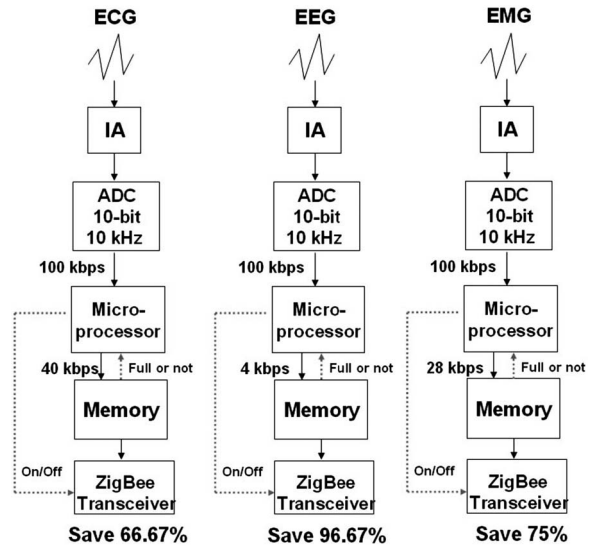 ECG
IA
ADC
10-bit
10 kHz
100 kbps
Micro-
processor
40 kbps
Full or not
Memory
On/Off
ZigBee
Transceiver
Save 66.67%
EEG
IA
ADC
10-bit
10 kHz
100 kbps
Micro-
processor
4 kbps
Full or not
Memory
On/Off
ZigBee
Transceiver
Save 96.67%
EMG
IA
ADC
10-bit
10 kHz
100 kbps
Micro-
processor
28 kbps
Full or not
Memory
On/Off
ZigBee
Transceiver
Save 75%